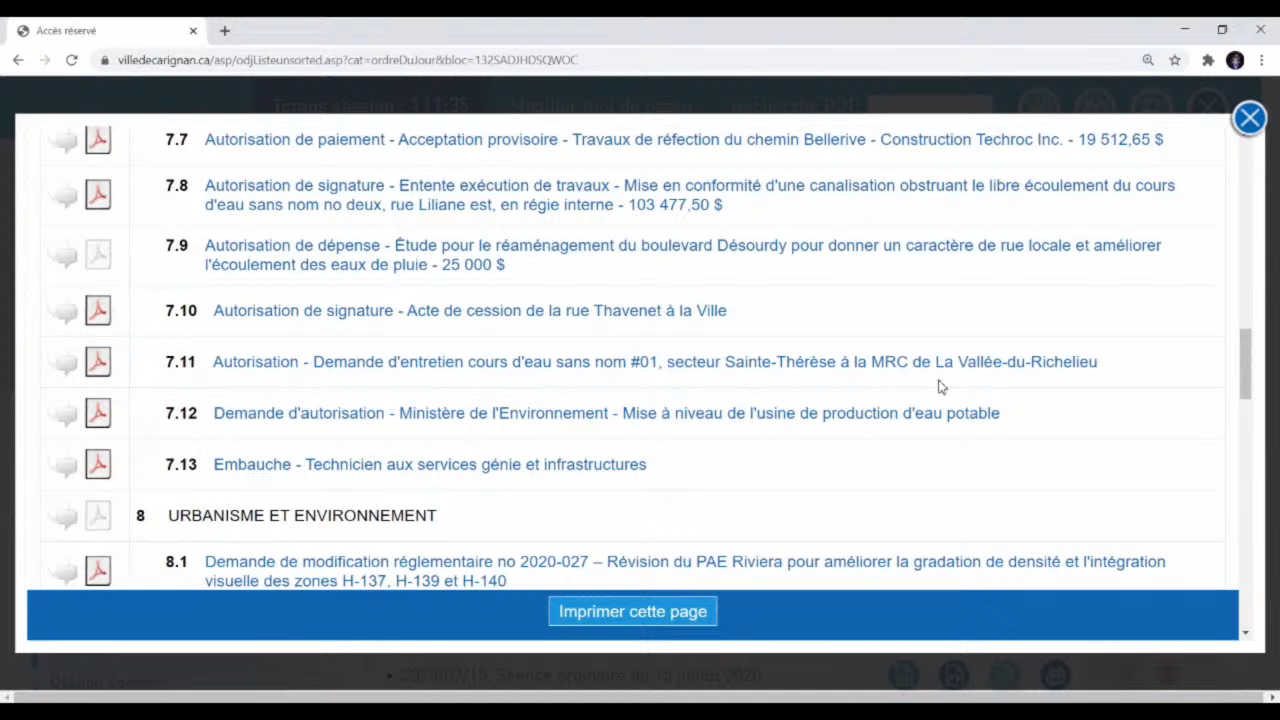 Accès réservé
villedecarignan.ca/asp/odjListeunsorted.asp?cat=ordreDuJour&bloc=132SADJHDSQWOC
Temps session : 1:1:35
7.7 Autorisation de paiement - Acceptation provisoire - Travaux de réfection du chemin Bellerive - Construction Techroc Inc. - 19 512,65 $
7.8 Autorisation de signature - Entente exécution de travaux - Mise en conformité d'une canalisation obstruant le libre écoulement du cours
d'eau sans nom no deux, rue Liliane est, en régie interne - 103 477,50 $
7.9 Autorisation de dépense - Étude pour le réaménagement du boulevard Désourdy pour donner un caractère de rue locale et améliorer
l'écoulement des eaux de pluie - 25 000 $
7.10 Autorisation de signature - Acte de cession de la rue Thavenet à la Ville
7.11 Autorisation - Demande d'entretien cours d'eau sans nom #01, secteur Sainte-Thérèse à la MRC de La Vallée-du-Richelieu
7.12 Demande d'autorisation - Ministère de l'Environnement - Mise à niveau de l'usine de production d'eau potable
7.13 Embauche - Technicien aux services génie et infrastructures
8 URBANISME ET ENVIRONNEMENT
8.1 Demande de modification réglementaire no 2020-027 – Révision du PAE Riviera pour améliorer la gradation de densité et l'intégration
visuelle des zones H-137, H-139 et H-140
Imprimer cette page